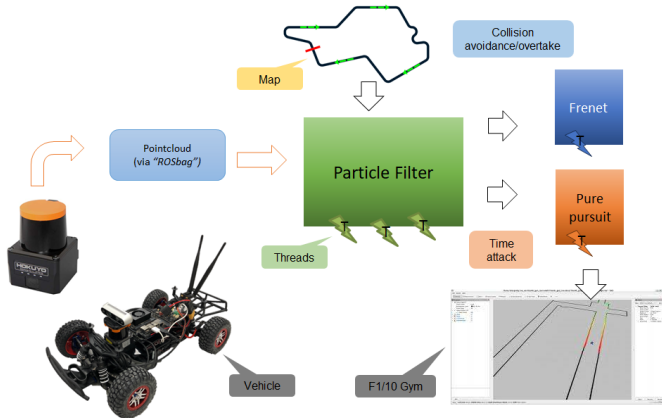 Collision
avoidance/overtake
Map
Frenet
T
Pointcloud
(via "ROSbag")
Particle Filter
Pure
pursuit
T
T
T
T
Threads
Time
attack
HOKUYO
Vehicle
F1/10 Gym